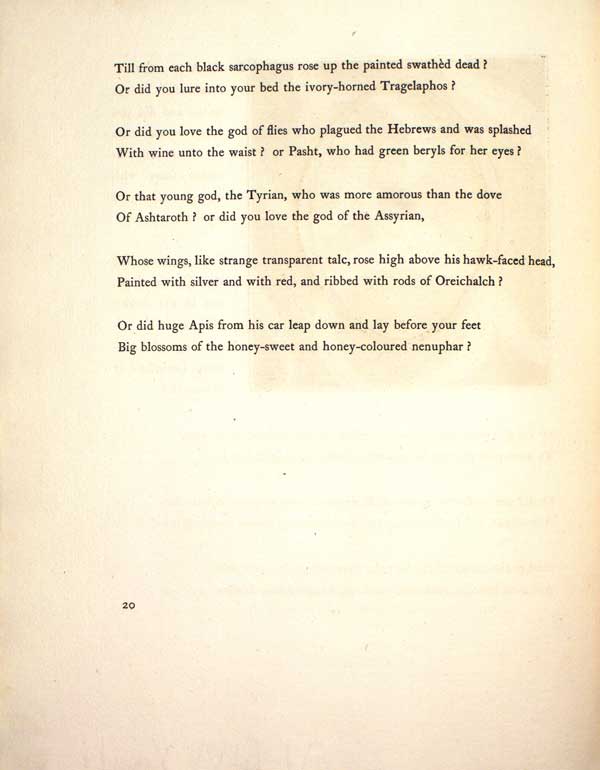 Till from each black sarcophagus rose up the painted swathèd dead ?
Or did you lure into your bed the ivory-horned Tragelaphos ?
Or did you love the god of flies who plagued the Hebrews and was splashed
With wine unto the waist ? or Pasht, who had green beryls for her eyes ?
Or that young god, the Tyrian, who was more amorous than the dove
Of Ashtaroth ? or did you love the god of the Assyrian,
Whose wings, like strange transparent talc, rose high above his hawk-faced head,
Painted with silver and with red, and ribbed with rods of Oreichalch ?
Or did huge Apis from his car leap down and lay before your feet
Big blossoms of the honey-sweet and honey-coloured nenuphar ?
20